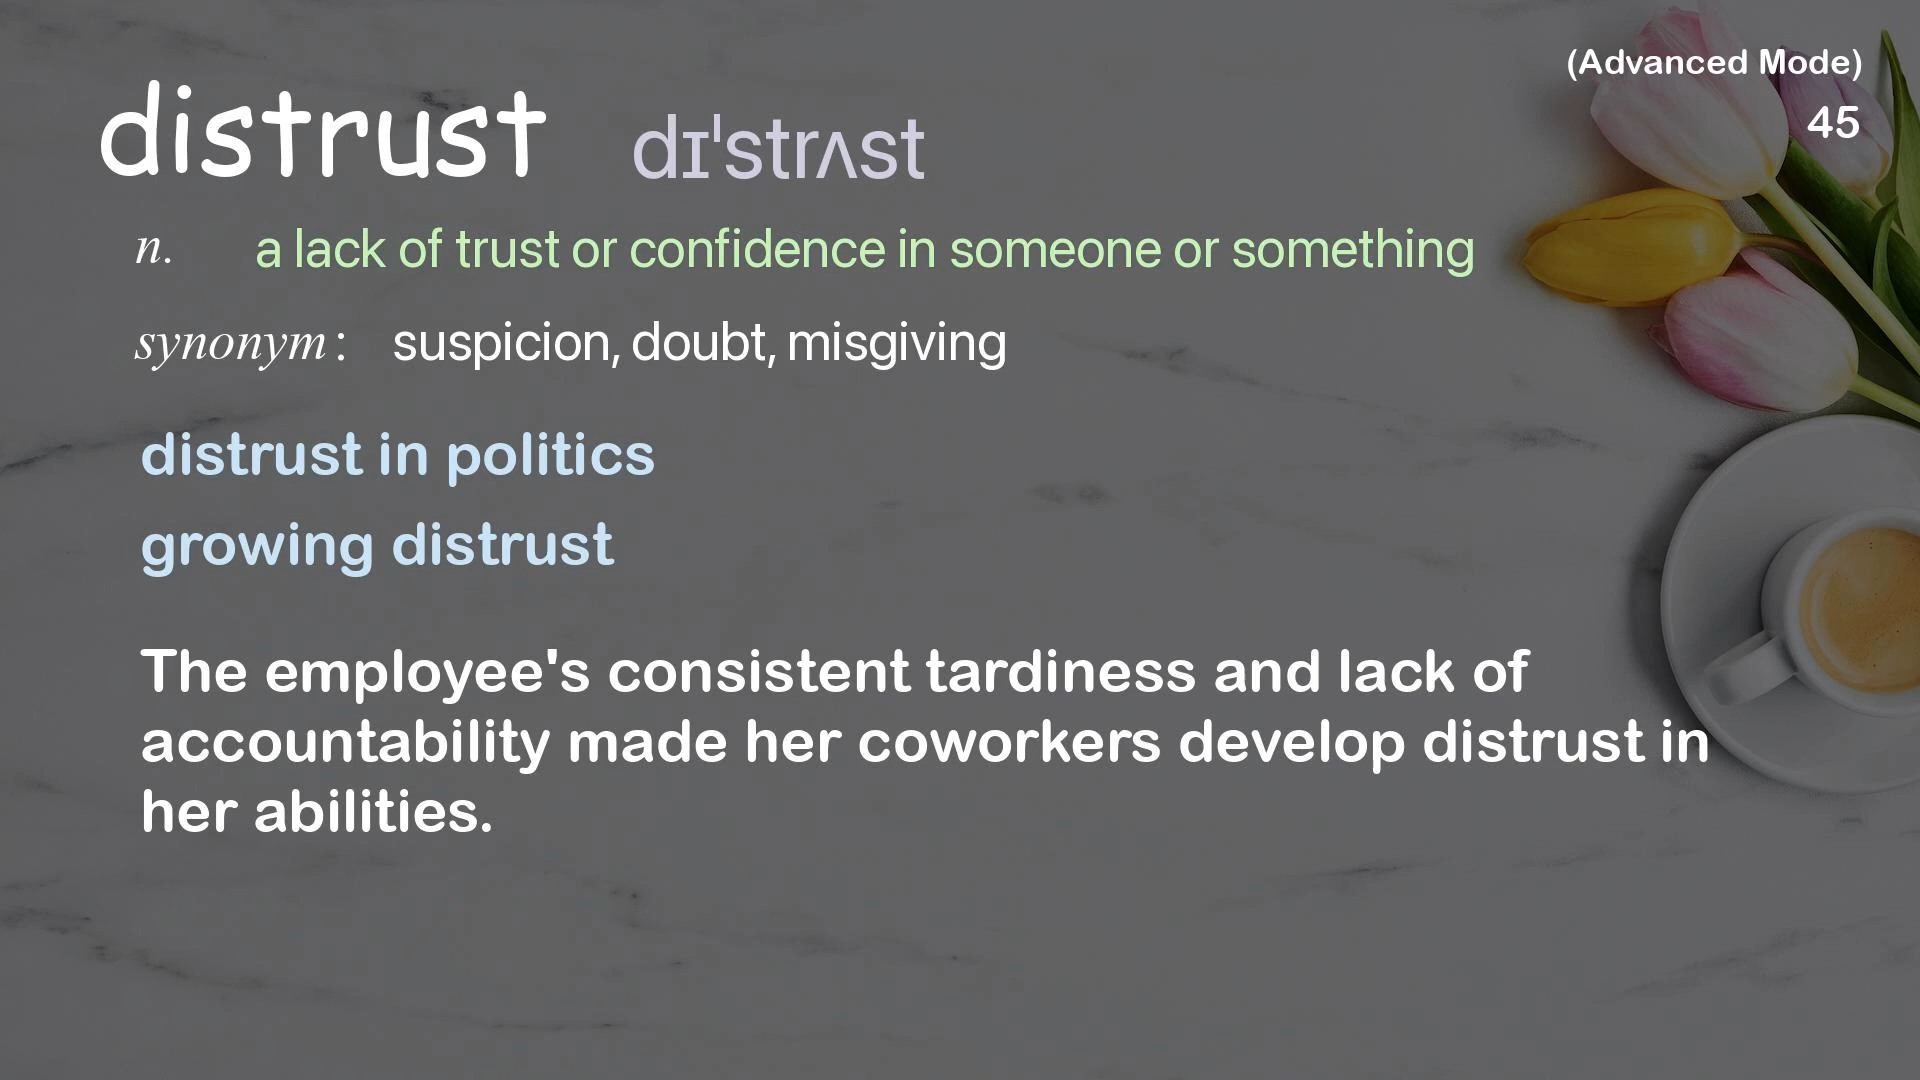 (Advanced Mode)
45
distrust dɪˈstrʌst
n. a lack of trust or confidence in someone or something
synonym: suspicion, doubt, misgiving
distrust in politics
growing distrust
The employee's consistent tardiness and lack of
accountability made her coworkers develop distrust in
her abilities.